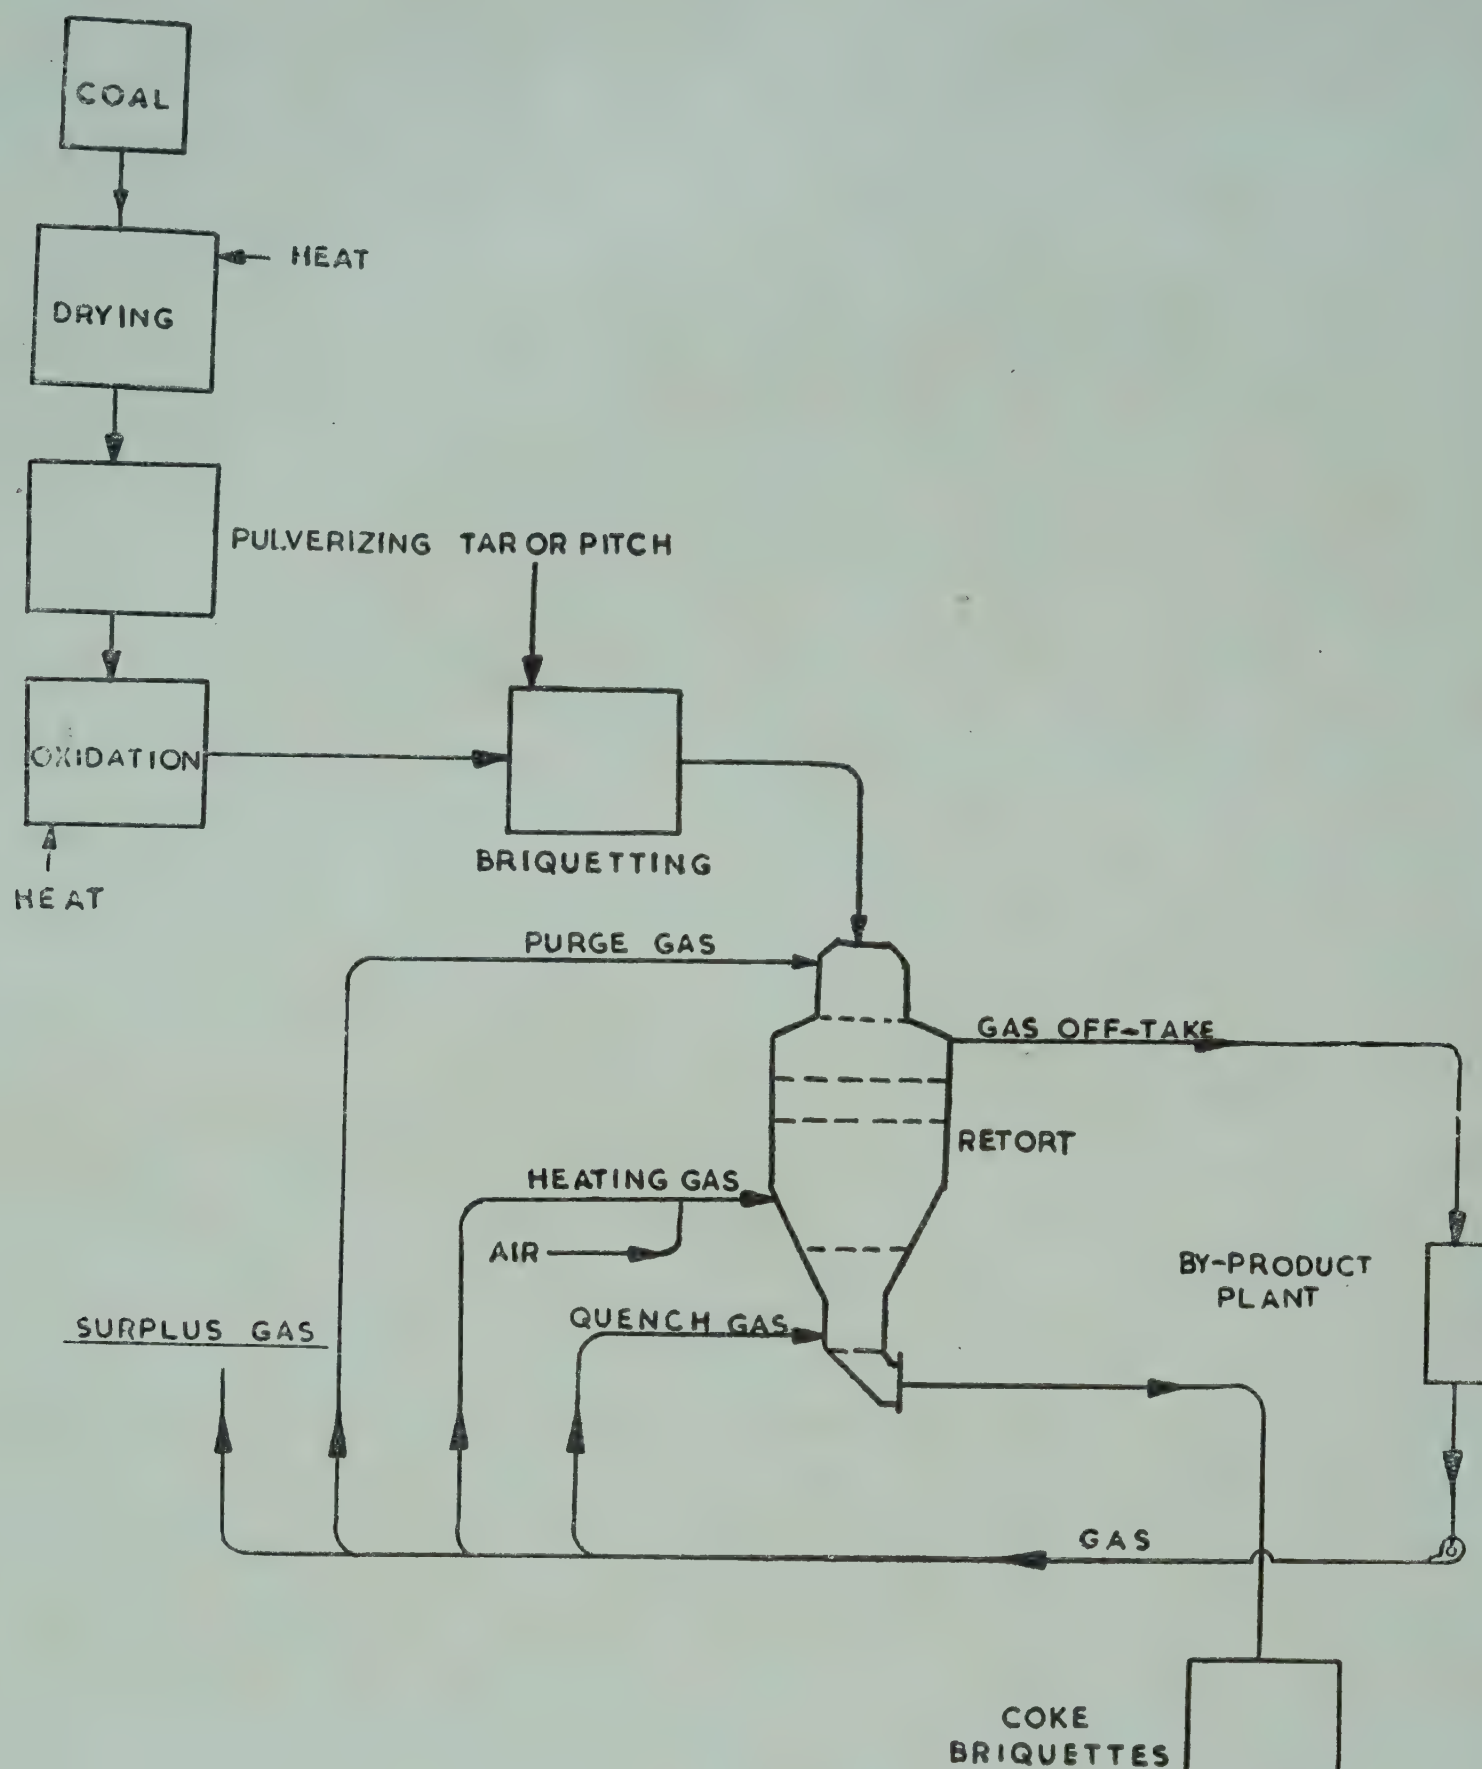 COAL
HEAT
DRYING
PULVERIZING
TAR OR PITCH
OXIDATION
BRIQUETTING
HEAT
PURGE GAS
GAS OFF-TAKE
RETORT
HEATING GAS
AIR
BY-PRODUCT
PLANT
QUENCH GAS
SURPLUS GAS
GAS
COKE
BRIQUETTES